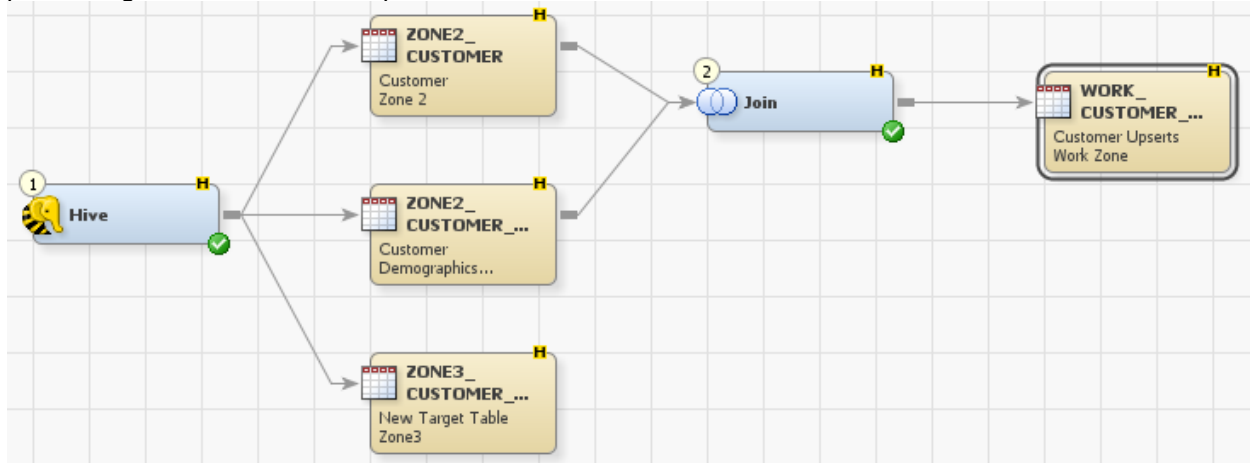 H
ZONE2_
CUSTOMER
Customer
Zone 2
2
H
Join
H
WORK_
CUSTOMER_...
Customer Upserts
Work Zone
1
H
Hive
H
ZONE2_
CUSTOMER_...
Customer
Demographics...
H
ZONE3_
CUSTOMER_...
New Target Table
Zone3